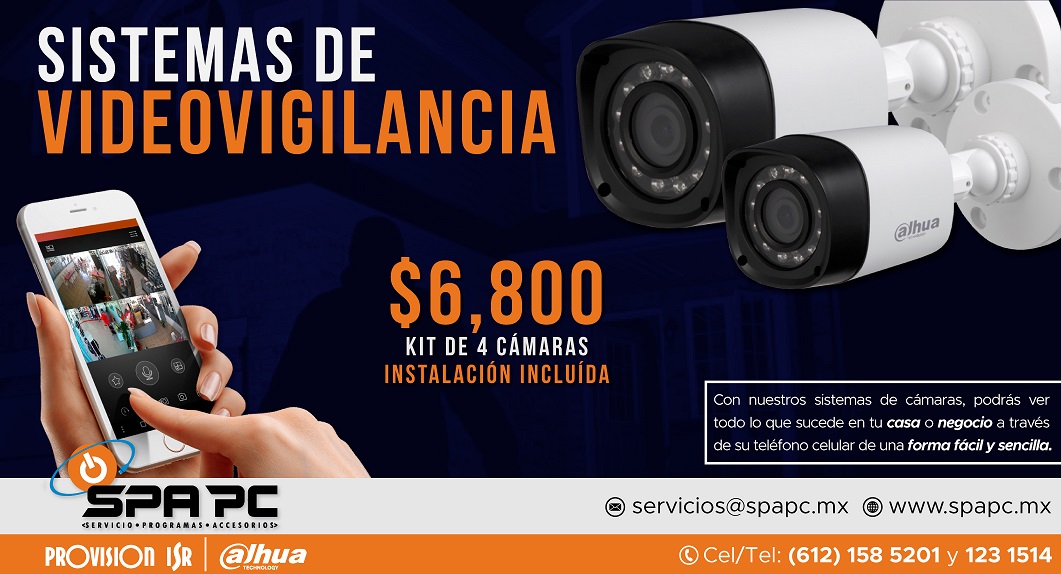 SISTEMAS DE
VIDEOVIGILANCIA
alhua
TECHNOLOGY
$6,800
KIT DE 4 CÁMARAS
INSTALACIÓN INCLUÍDA
Con nuestros sistemas de cámaras, podrás ver
todo lo que sucede en tu casa o negocio a través
de su teléfono celular de una forma fácil y sencilla.
SPA PC
<SERVICIO•PROGRAMAS•ACCESORIOS>
servicios@spapc.mx www.spapc.mx
PROVISION ISR | alhua
TECHNOLOGY
Cel/Tel: (612) 158 5201 y 123 1514